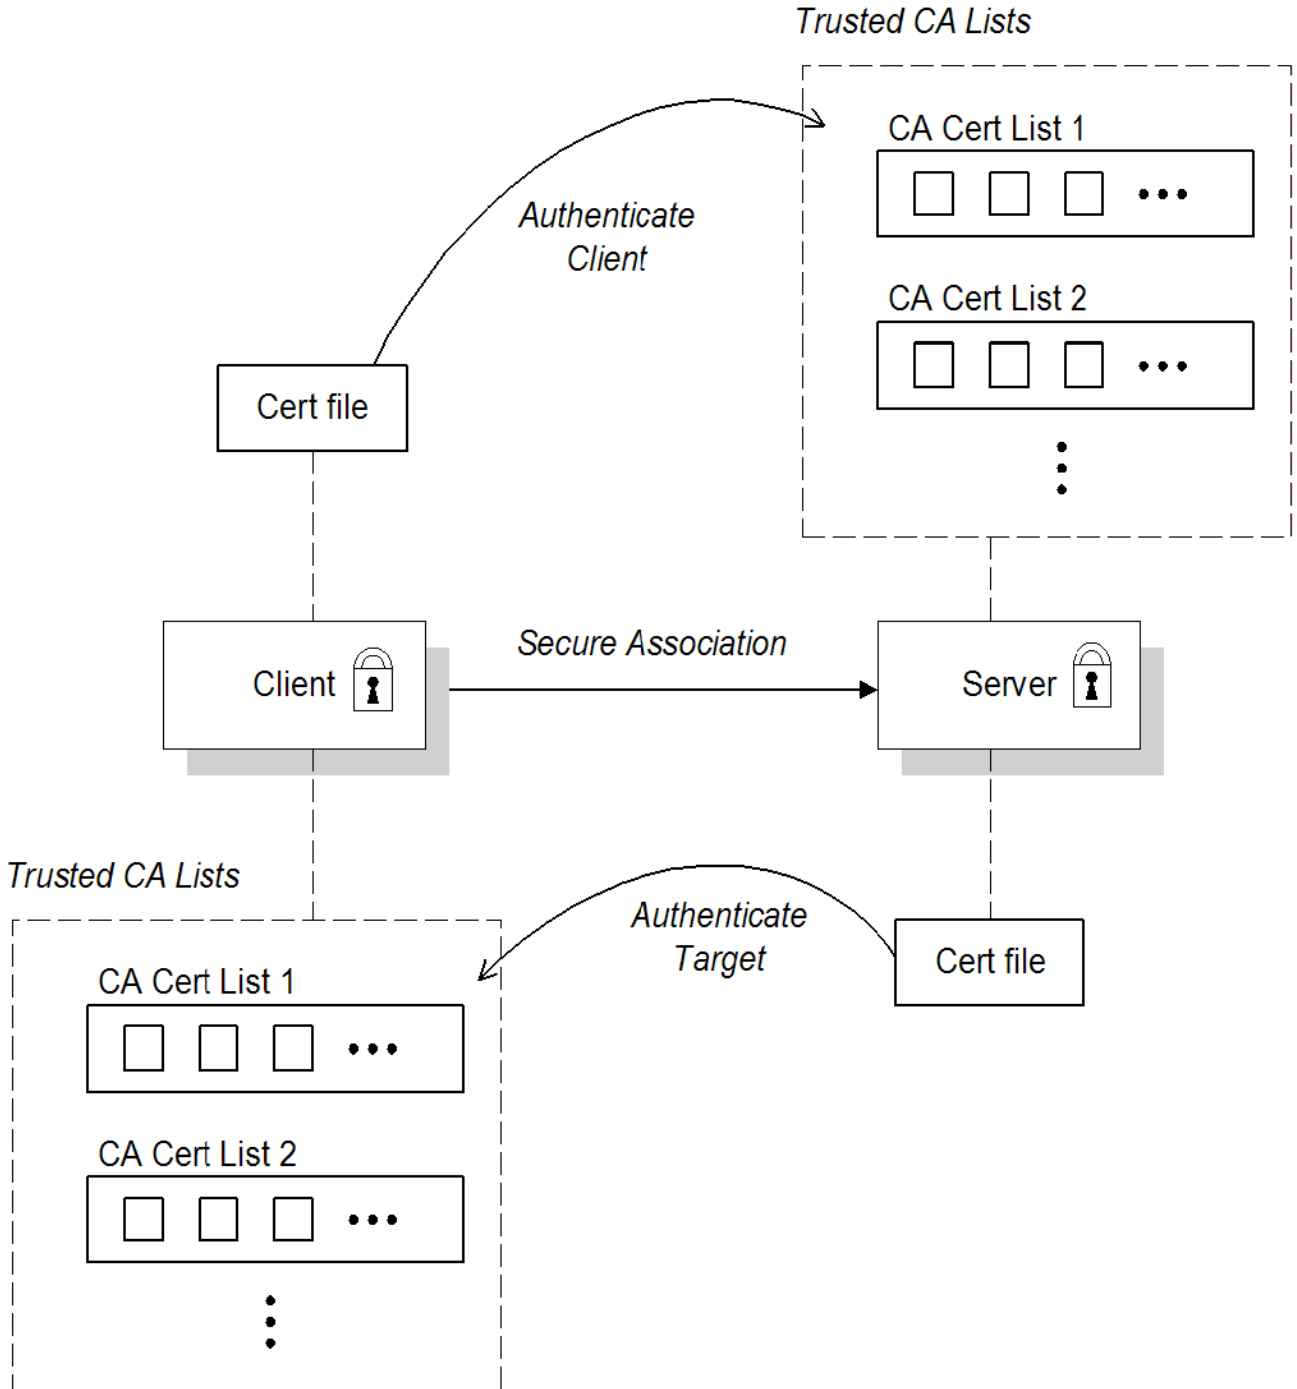 Trusted CA Lists
CA Cert List 1
Authenticate
Client
CA Cert List 2
Cert file
Secure Association
Client
Server
Trusted CA Lists
Authenticate
Target
Cert file
CA Cert List 1
CA Cert List 2